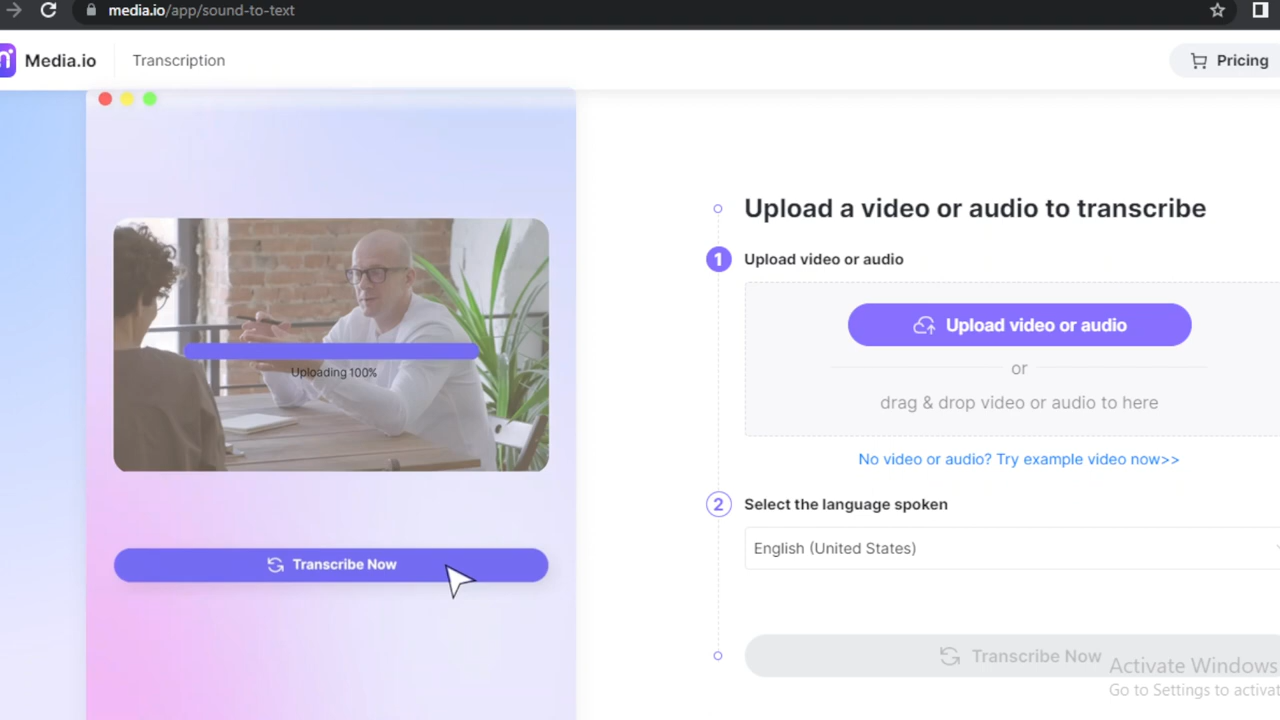 media.io/app/sound-to-text
Media.io
Transcription
Pricing
Uploading 100%
Transcribe Now
Upload a video or audio to transcribe
1
Upload video or audio
Upload video or audio
or
drag & drop video or audio to here
No video or audio? Try example video now>>
2
Select the language spoken
English (United States)
Transcribe Now
Activate Windows
Go to Settings to activat